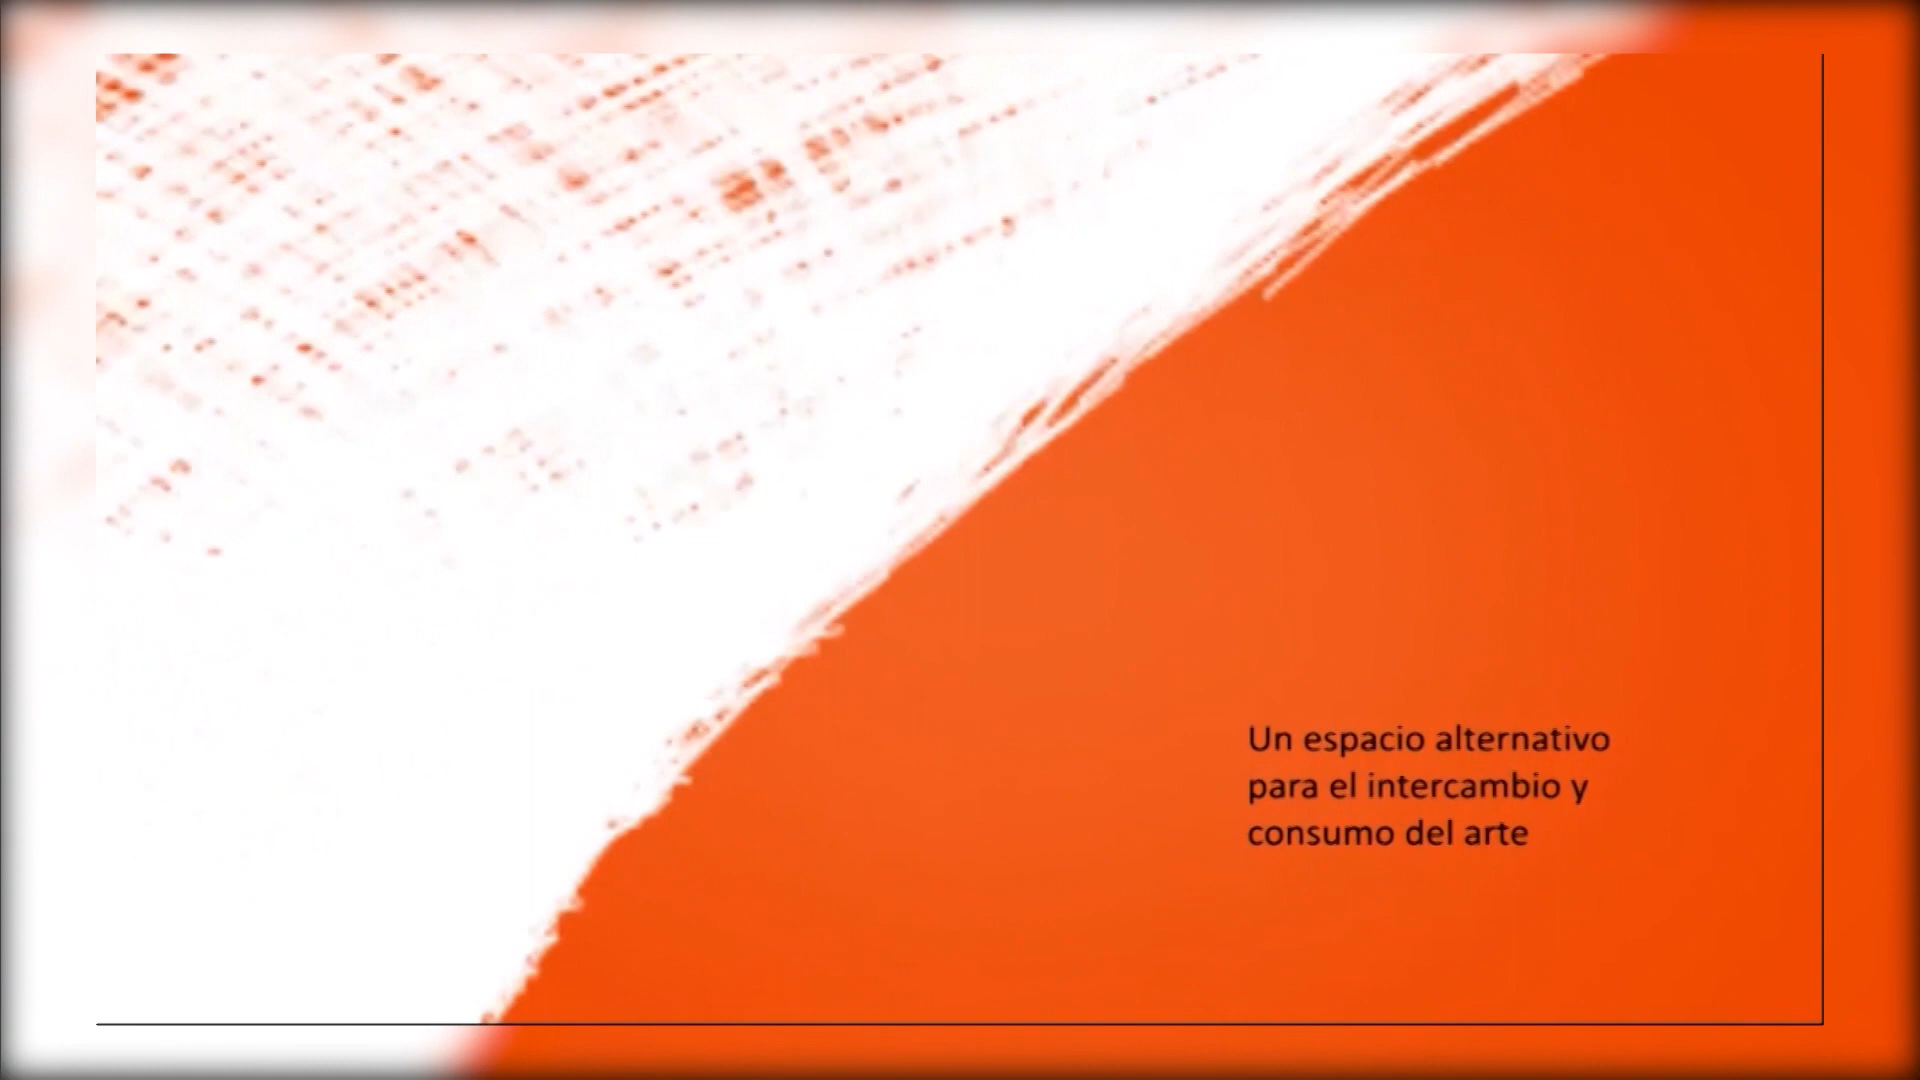 Un espacio alternativo
para el intercambio y
consumo del arte